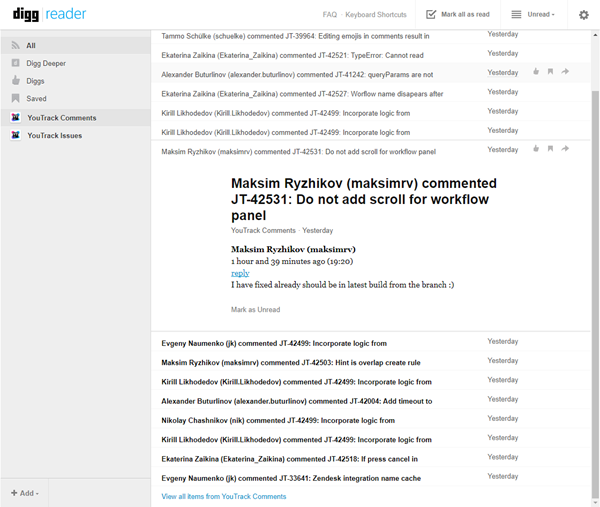 digg reader
FAQ · Keyboard Shortcuts
Mark all as read
Unread
All
Digg Deeper
Diggs
Saved
YouTrack Comments
YouTrack Issues
+ Add
Tammo Schülke (schuelke) commented JT-39964: Editing emojis in comments result in Yesterday
Ekaterina Zaikina (Ekaterina_Zaikina) commented JT-42521: TypeError: Cannot read Yesterday
Alexander Buturlinov (alexander.buturlinov) commented JT-41242: queryParams are not Yesterday
Ekaterina Zaikina (Ekaterina_Zaikina) commented JT-42527: Worflow name disapears after Yesterday
Kirill Likhodedov (Kirill.Likhodedov) commented JT-42499: Incorporate logic from Yesterday
Kirill Likhodedov (Kirill.Likhodedov) commented JT-42499: Incorporate logic from Yesterday
Maksim Ryzhikov (maksimrv) commented JT-42531: Do not add scroll for workflow panel Yesterday
Maksim Ryzhikov (maksimrv) commented
JT-42531: Do not add scroll for workflow
panel
YouTrack Comments · Yesterday
Maksim Ryzhikov (maksimrv)
1 hour and 39 minutes ago (19:20)
reply
I have fixed already should be in latest build from the branch :)
Mark as Unread
Evgeny Naumenko (jk) commented JT-42499: Incorporate logic from Yesterday
Maksim Ryzhikov (maksimrv) commented JT-42503: Hint is overlap create rule Yesterday
Kirill Likhodedov (Kirill.Likhodedov) commented JT-42499: Incorporate logic from Yesterday
Alexander Buturlinov (alexander.buturlinov) commented JT-42004: Add timeout to Yesterday
Nikolay Chashnikov (nik) commented JT-42499: Incorporate logic from Yesterday
Kirill Likhodedov (Kirill.Likhodedov) commented JT-42499: Incorporate logic from Yesterday
Ekaterina Zaikina (Ekaterina_Zaikina) commented JT-42518: If press cancel in Yesterday
Evgeny Naumenko (jk) commented JT-33641: Zendesk integration name cache Yesterday
View all items from YouTrack Comments